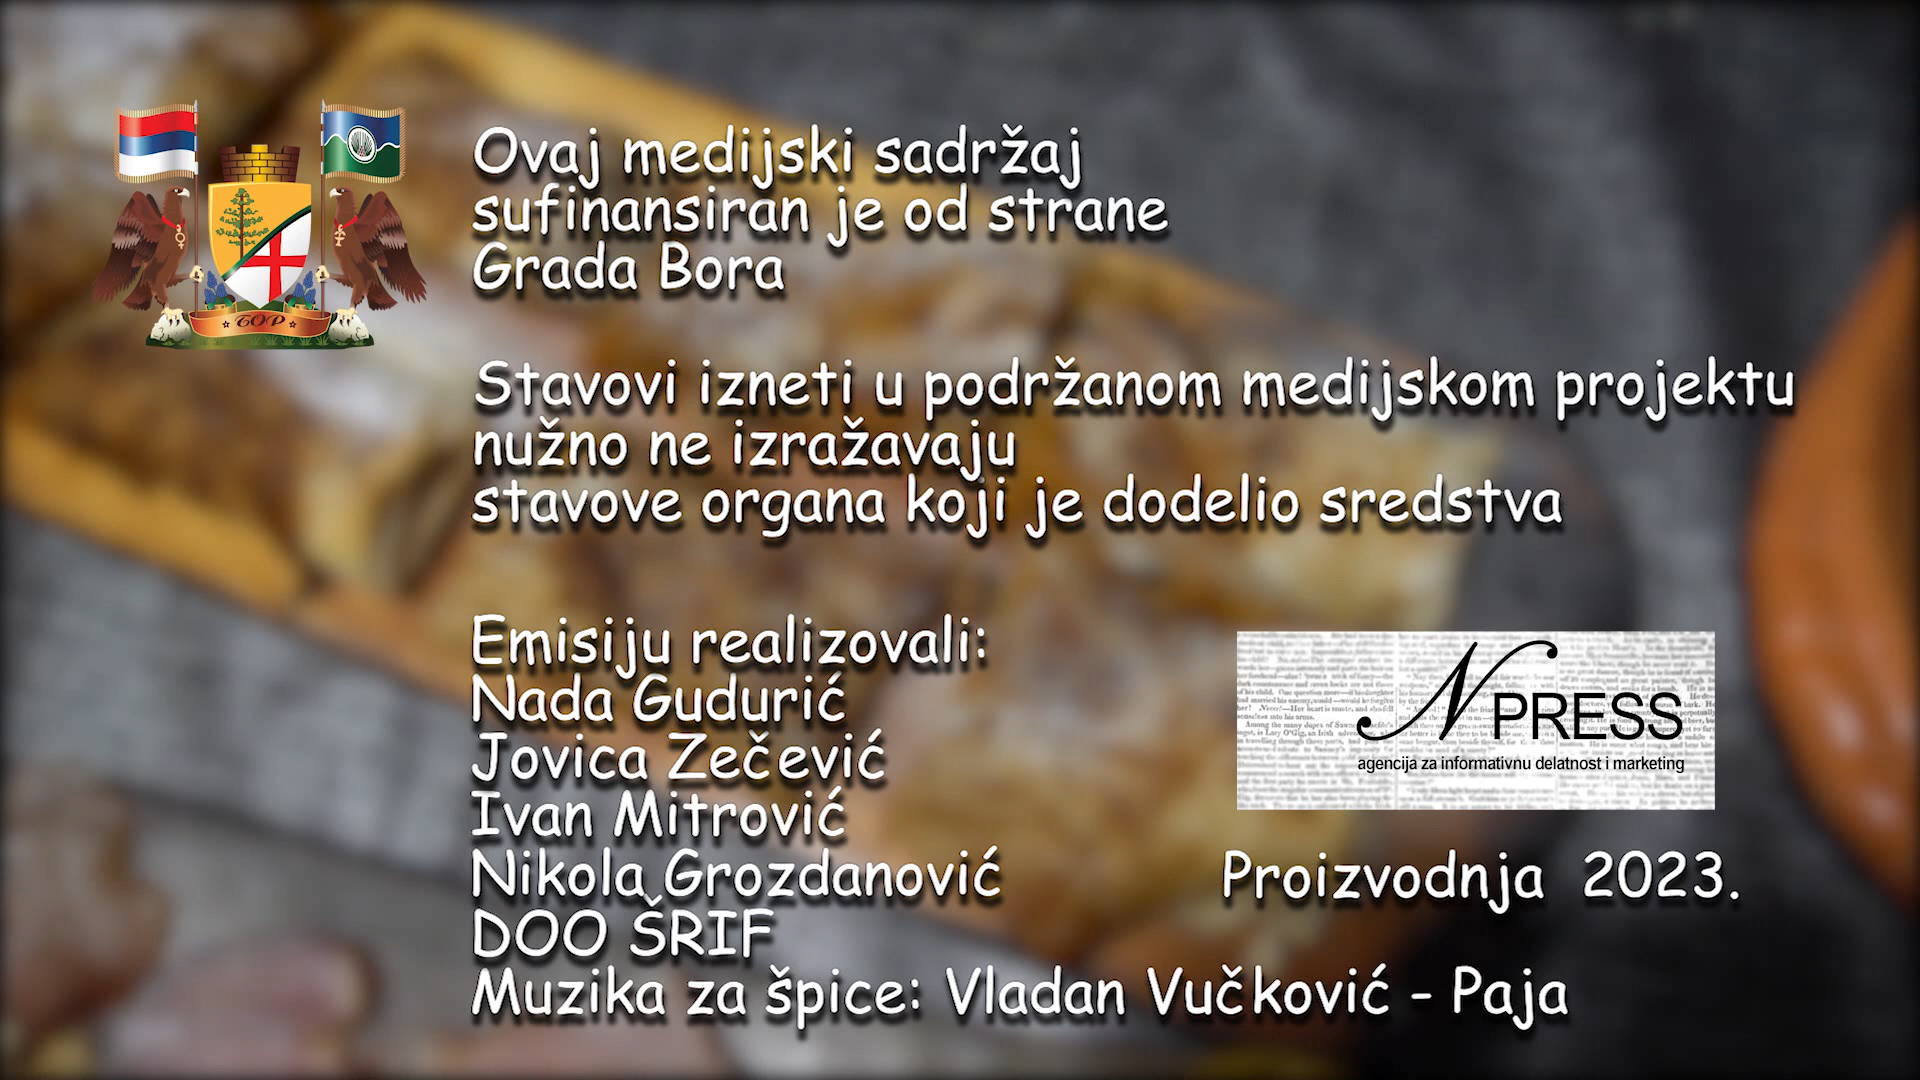 Ovaj medijski sadržaj
sufinansiran je od strane
Grada Bora
БОР
Stavovi izneti u podržanom medijskom projektu
nužno ne izražavaju
stavove organa koji je dodelio sredstva
Emisiju realizovali:
Nada Gudurić
Jovica Zečević
Ivan Mitrović
Nikola Grozdanović
DOO ŠRIF
Muzika za špice: Vladan Vučković - Paja
N PRESS
agencija za informativnu delatnost i marketing
Proizvodnja 2023.